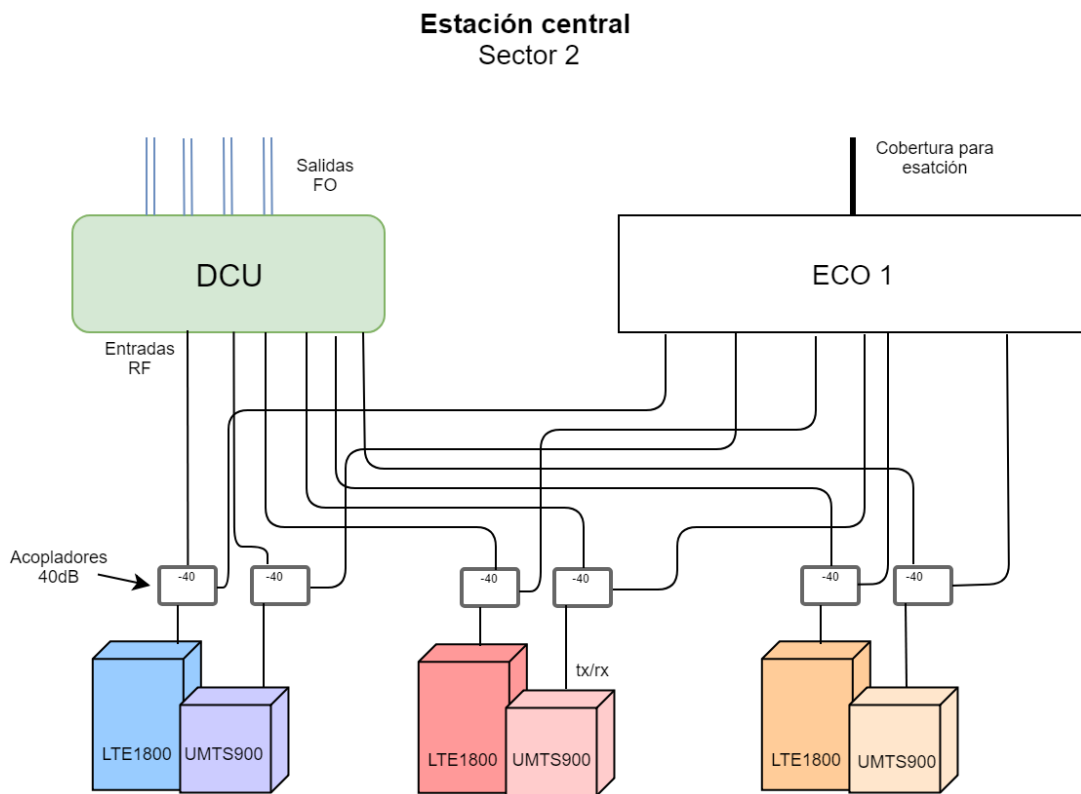 Estación central
Sector 2
Salidas
FO
Cobertura para
esatción
DCU
ECO 1
Entradas
RF
Acopladores
40dB
-40
-40
-40
-40
-40
-40
tx/rx
LTE1800
UMTS900
LTE1800
UMTS900
LTE1800
UMTS900